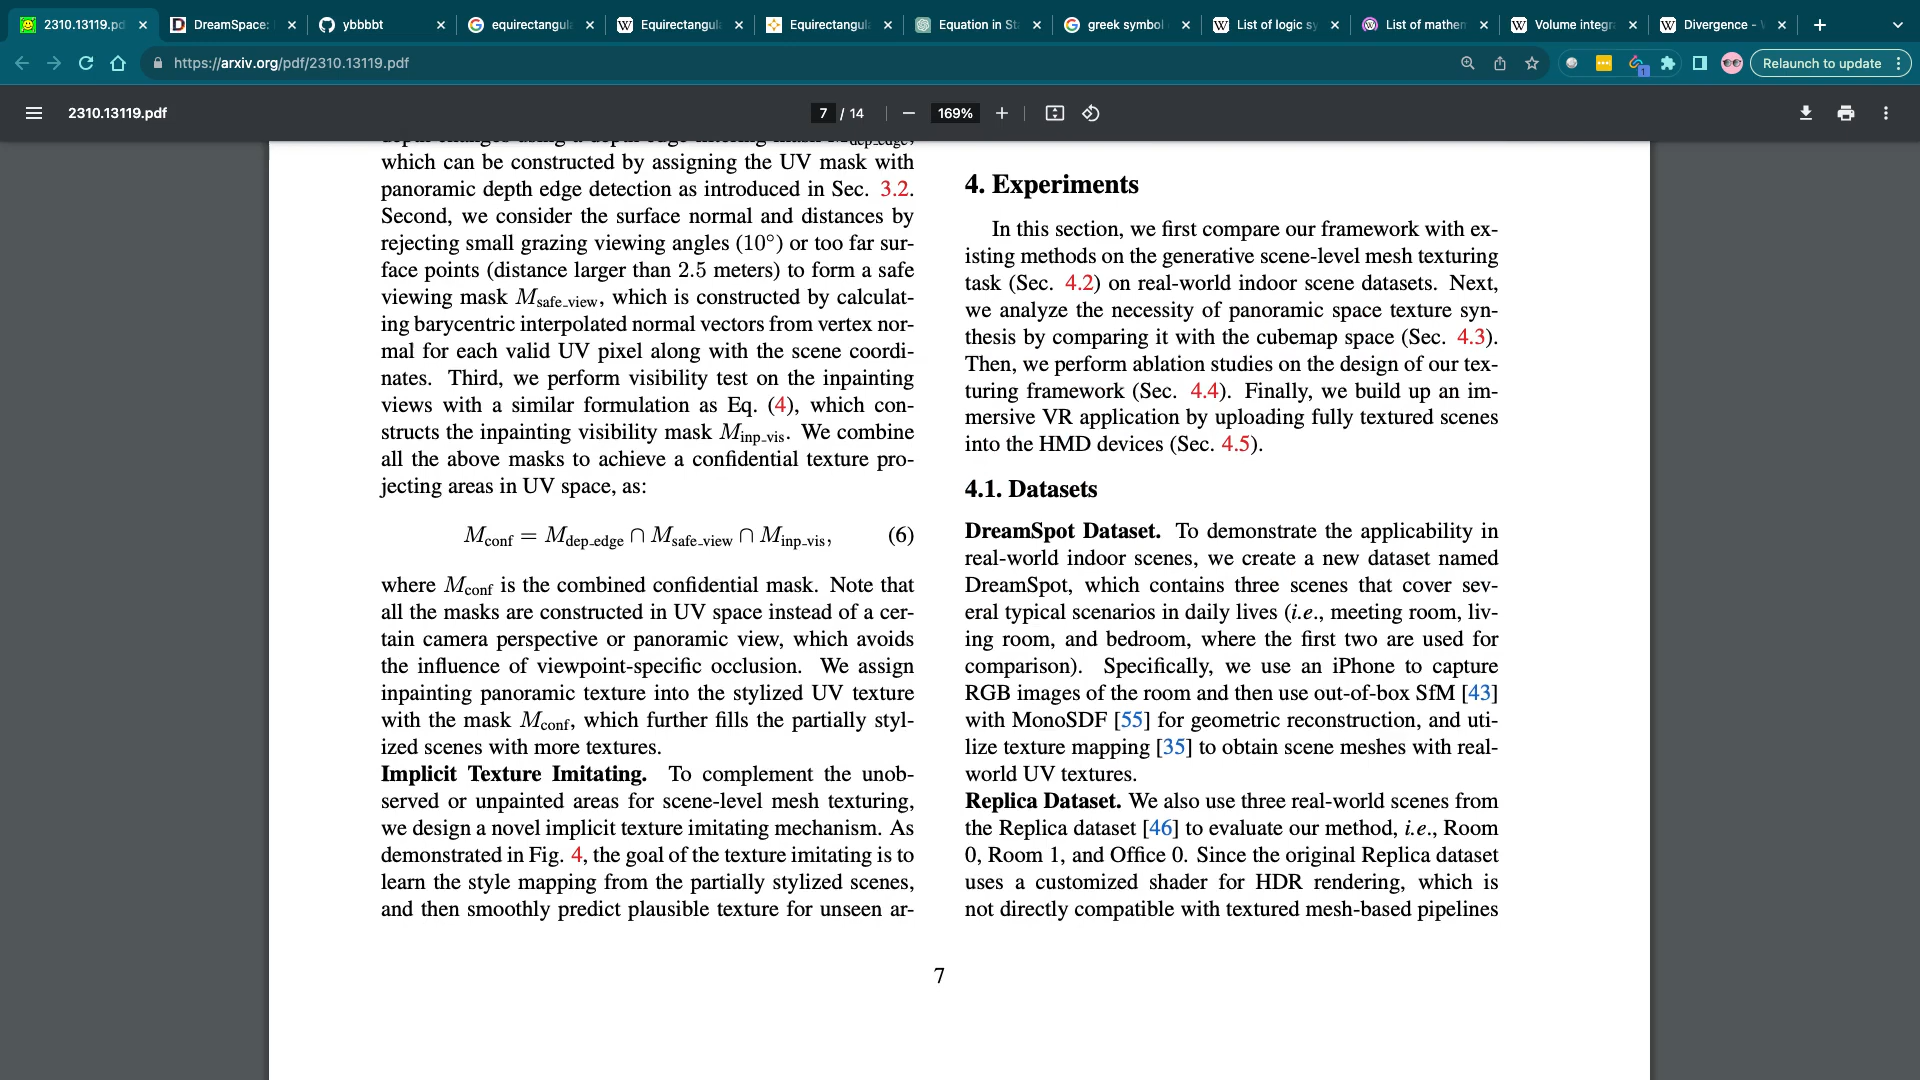 2310.13119.pd
DreamSpace:
ybbbbt
equirectangula
Equirectangula
Equirectangula
Equation in Sta
greek symbol
List of logic sy
List of mathem
Volume integra
Divergence -
https://arxiv.org/pdf/2310.13119.pdf
1
Relaunch to update
2310.13119.pdf
7 / 14
169%
which can be constructed by assigning the UV mask with
panoramic depth edge detection as introduced in Sec. 3.2.
Second, we consider the surface normal and distances by
rejecting small grazing viewing angles (10°) or too far sur-
face points (distance larger than 2.5 meters) to form a safe
viewing mask Msafe_view, which is constructed by calculat-
ing barycentric interpolated normal vectors from vertex nor-
mal for each valid UV pixel along with the scene coordi-
nates. Third, we perform visibility test on the inpainting
views with a similar formulation as Eq. (4), which con-
structs the inpainting visibility mask Minp_vis. We combine
all the above masks to achieve a confidential texture pro-
jecting areas in UV space, as:
Mconf = Mdep_edge ∩ Msafe_view ∩ Minp_vis, (6)
where Mconf is the combined confidential mask. Note that
all the masks are constructed in UV space instead of a cer-
tain camera perspective or panoramic view, which avoids
the influence of viewpoint-specific occlusion. We assign
inpainting panoramic texture into the stylized UV texture
with the mask Mconf, which further fills the partially styl-
ized scenes with more textures.
Implicit Texture Imitating. To complement the unob-
served or unpainted areas for scene-level mesh texturing,
we design a novel implicit texture imitating mechanism. As
demonstrated in Fig. 4, the goal of the texture imitating is to
learn the style mapping from the partially stylized scenes,
and then smoothly predict plausible texture for unseen ar-
4. Experiments
In this section, we first compare our framework with ex-
isting methods on the generative scene-level mesh texturing
task (Sec. 4.2) on real-world indoor scene datasets. Next,
we analyze the necessity of panoramic space texture syn-
thesis by comparing it with the cubemap space (Sec. 4.3).
Then, we perform ablation studies on the design of our tex-
turing framework (Sec. 4.4). Finally, we build up an im-
mersive VR application by uploading fully textured scenes
into the HMD devices (Sec. 4.5).
4.1. Datasets
DreamSpot Dataset. To demonstrate the applicability in
real-world indoor scenes, we create a new dataset named
DreamSpot, which contains three scenes that cover sev-
eral typical scenarios in daily lives (i.e., meeting room, liv-
ing room, and bedroom, where the first two are used for
comparison). Specifically, we use an iPhone to capture
RGB images of the room and then use out-of-box SfM [43]
with MonoSDF [55] for geometric reconstruction, and uti-
lize texture mapping [35] to obtain scene meshes with real-
world UV textures.
Replica Dataset. We also use three real-world scenes from
the Replica dataset [46] to evaluate our method, i.e., Room
0, Room 1, and Office 0. Since the original Replica dataset
uses a customized shader for HDR rendering, which is
not directly compatible with textured mesh-based pipelines
7